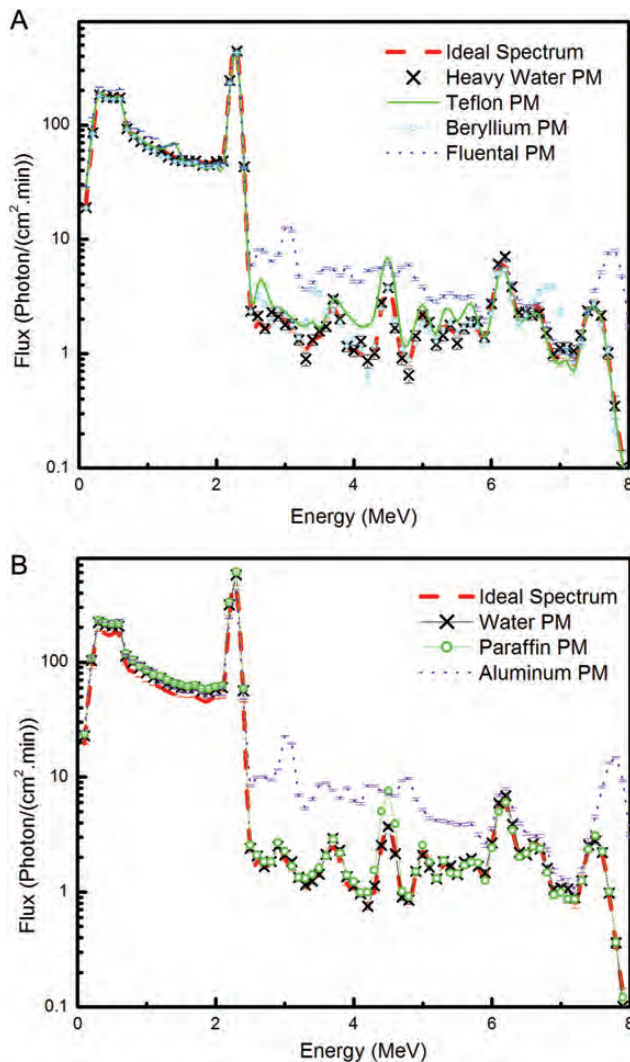 A
Ideal Spectrum
Heavy Water PM
Teflon PM
Beryllium PM
Fluental PM
Flux (Photon/(cm².min))
100
10
1
0.1
0 2 4 6 8
Energy (MeV)
B
Ideal Spectrum
Water PM
Paraffin PM
Aluminum PM
Flux (Photon/(cm².min))
100
10
1
0.1
0 2 4 6 8
Energy (MeV)